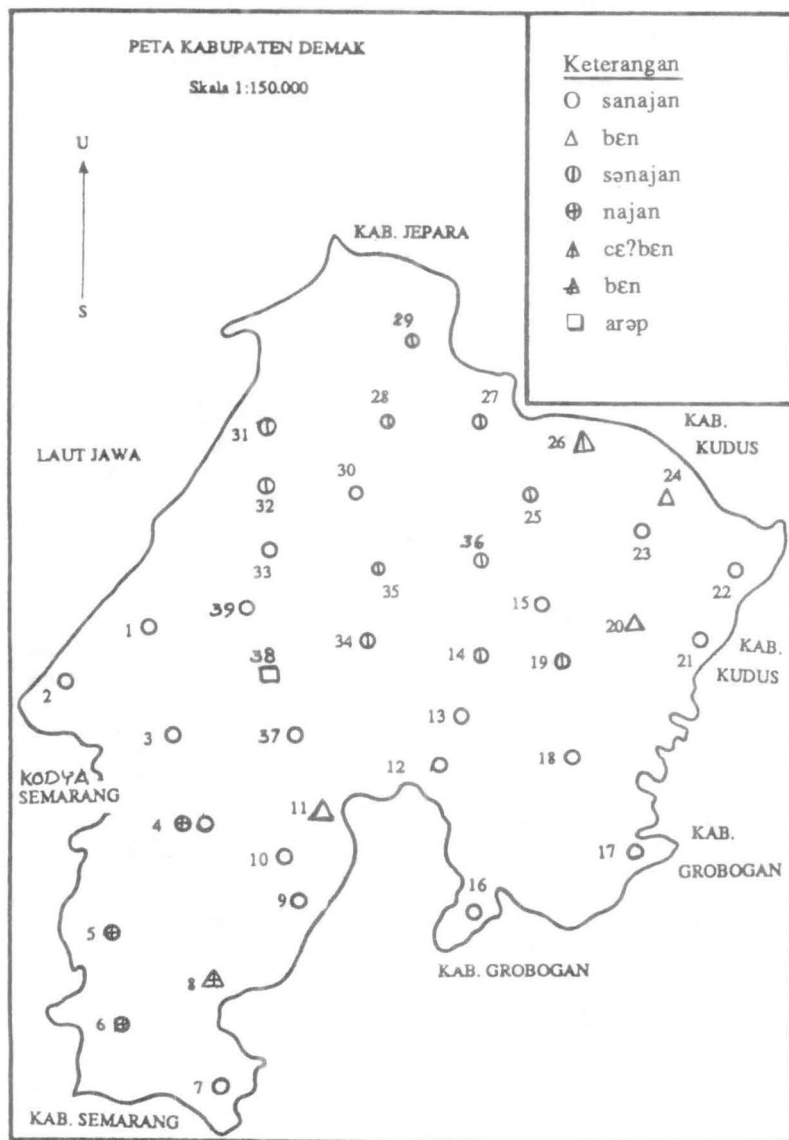 PETA KABUPATEN DEMAK
Skala 1:150.000
Keterangan
sanajan
bɛn
sənajan
najan
cɛ?bɛn
bɛn
arəp
U
S
KAB. JEPARA
29
28
27
31
26
KAB.
KUDUS
LAUT JAWA
30
24
32
25
23
33
36
35
22
39
15
1
20
34
14
19
21
KAB.
KUDUS
38
2
13
3
37
12
18
KODYA
SEMARANG
11
4
10
17
KAB.
GROBOGAN
9
16
5
KAB. GROBOGAN
8
6
7
KAB. SEMARANG